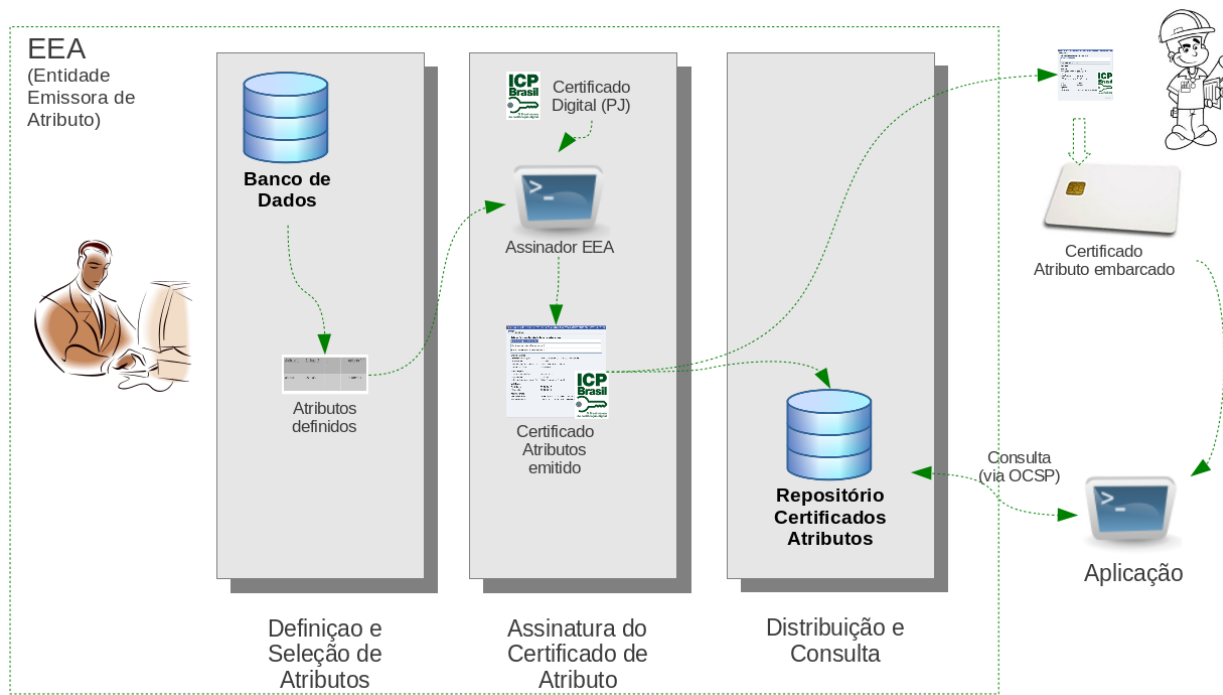 EEA
(Entidade
Emissora de
Atributo)
Banco de
Dados
Atributos
definidos
Definiçao e
Seleção de
Atributos
ICP
Brasil
Certificado
Digital (PJ)
Assinador EEA
ICP
Brasil
Certificado
Atributos
emitido
Assinatura do
Certificado de
Atributo
Repositório
Certificados
Atributos
Distribuição e
Consulta
ICP
Brasil
Certificado
Atributo embarcado
Consulta
(via OCSP)
Aplicação